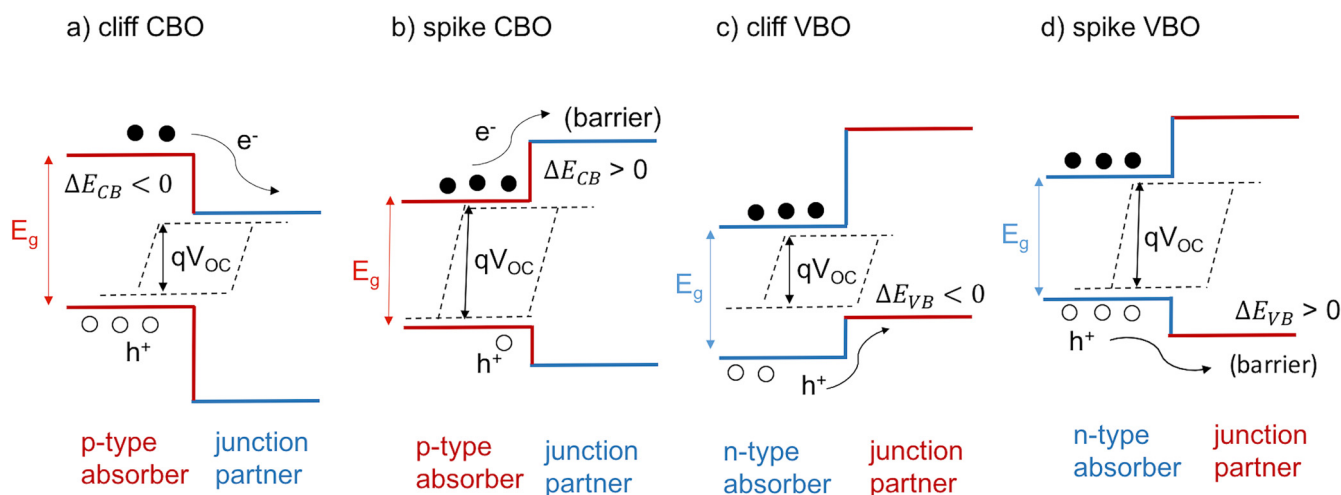 a) cliff CBO
b) spike CBO
c) cliff VBO
d) spike VBO
e-
ΔE_CB < 0
E_g
qV_OC
h+
p-type
absorber
junction
partner
e-
(barrier)
ΔE_CB > 0
E_g
qV_OC
h+
p-type
absorber
junction
partner
E_g
qV_OC
ΔE_VB < 0
h+
n-type
absorber
junction
partner
E_g
qV_OC
ΔE_VB > 0
h+
(barrier)
n-type
absorber
junction
partner